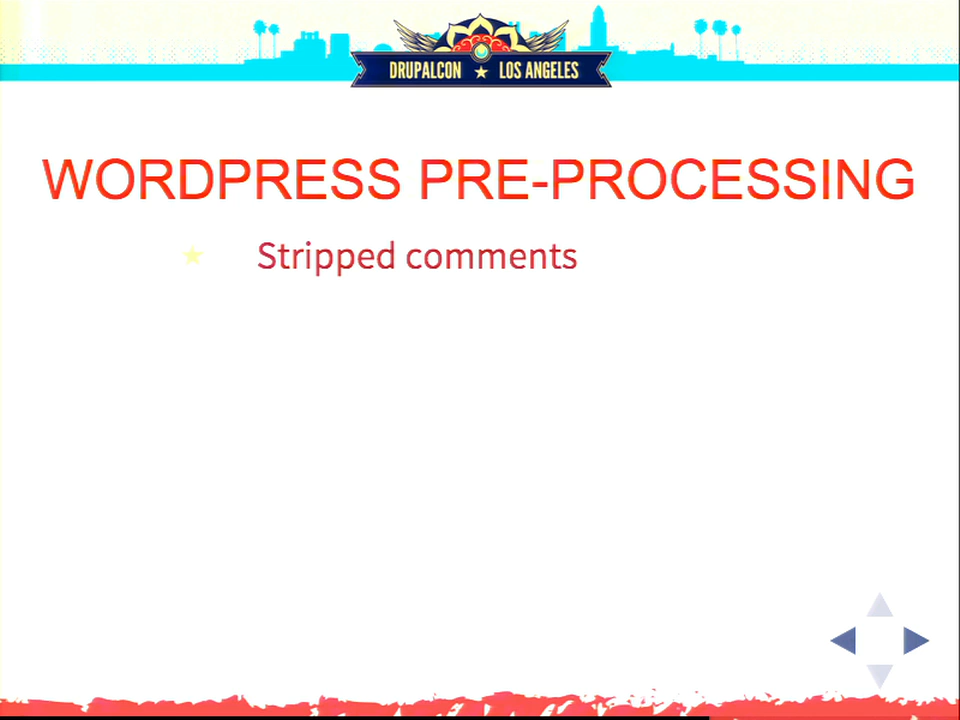 DRUPALCON ★ LOS ANGELES
WORDPRESS PRE-PROCESSING
★ Stripped comments